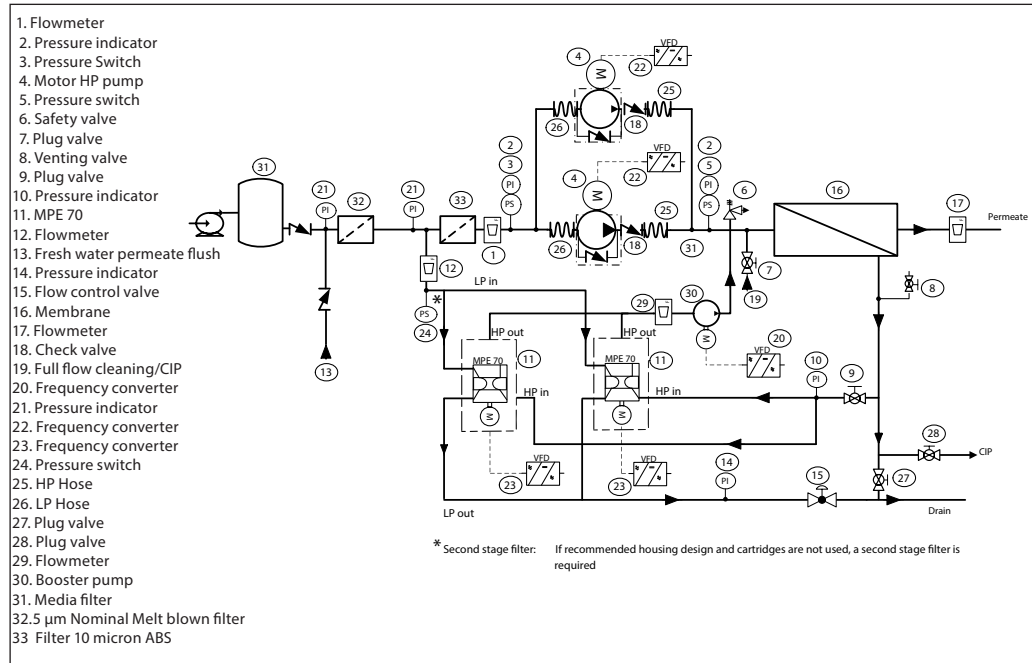 1. Flowmeter
2. Pressure indicator
3. Pressure Switch
4. Motor HP pump
5. Pressure switch
6. Safety valve
7. Plug valve
8. Venting valve
9. Plug valve
10. Pressure indicator
11. MPE 70
12. Flowmeter
13. Fresh water permeate flush
14. Pressure indicator
15. Flow control valve
16. Membrane
17. Flowmeter
18. Check valve
19. Full flow cleaning/CIP
20. Frequency converter
21. Pressure indicator
22. Frequency converter
23. Frequency converter
24. Pressure switch
25. HP Hose
26. LP Hose
27. Plug valve
28. Plug valve
29. Flowmeter
30. Booster pump
31. Media filter
32.5 µm Nominal Melt blown filter
33 Filter 10 micron ABS
4
M
VFD
22
25
26
18
2
3
PI
PS
4
M
VFD
22
25
26
18
2
5
PI
PS
31
6
16
17
Permeate
31
21
PI
32
21
PI
33
1
12
LP in
*
PS
24
13
7
19
8
29
30
M
VFD
20
HP out
HP out
MPE 70
11
M
HP in
MPE 70
11
M
HP in
10
PI
9
28
CIP
27
VFD
23
VFD
23
14
PI
15
LP out
Drain
* Second stage filter: If recommended housing design and cartridges are not used, a second stage filter is
required